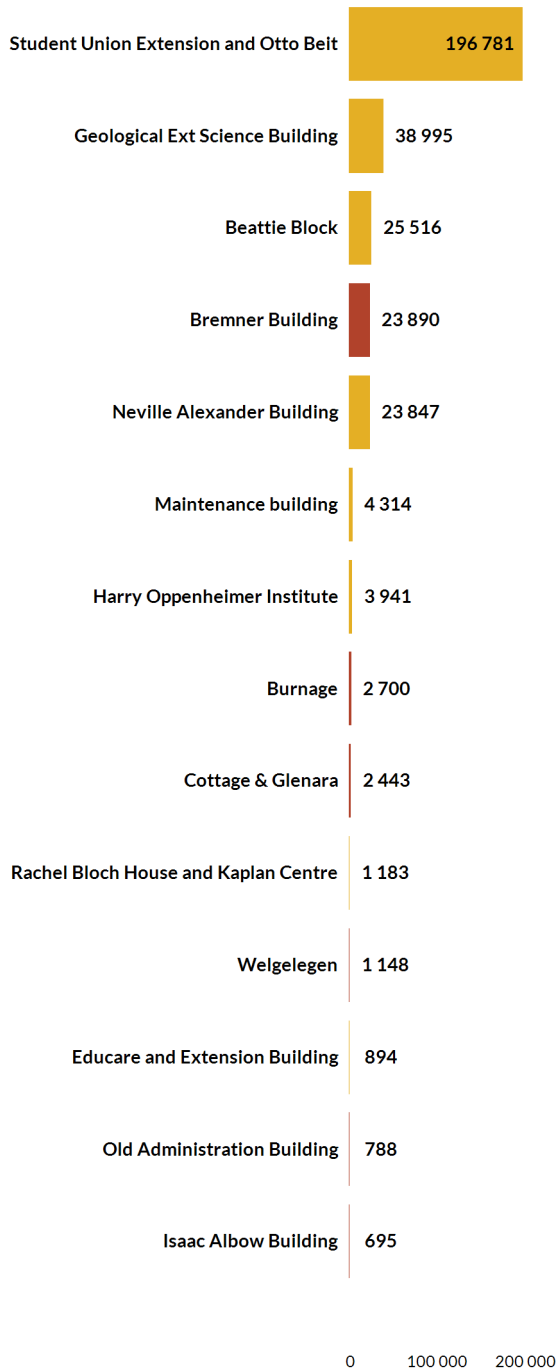 Student Union Extension and Otto Beit 196 781
Geological Ext Science Building 38 995
Beattie Block 25 516
Bremner Building 23 890
Neville Alexander Building 23 847
Maintenance building 4 314
Harry Oppenheimer Institute 3 941
Burnage 2 700
Cottage & Glenara 2 443
Rachel Bloch House and Kaplan Centre 1 183
Welgelegen 1 148
Educare and Extension Building 894
Old Administration Building 788
Isaac Albow Building 695
0 100 000 200 000